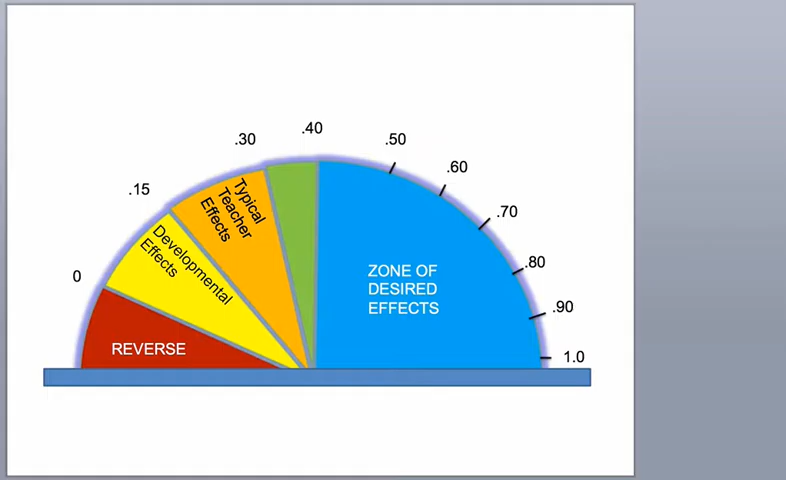 .40
.30
.50
.60
.15
.70
Typical
Teacher
Effects
Developmental
Effects
.80
0
ZONE OF
DESIRED
EFFECTS
.90
REVERSE
1.0